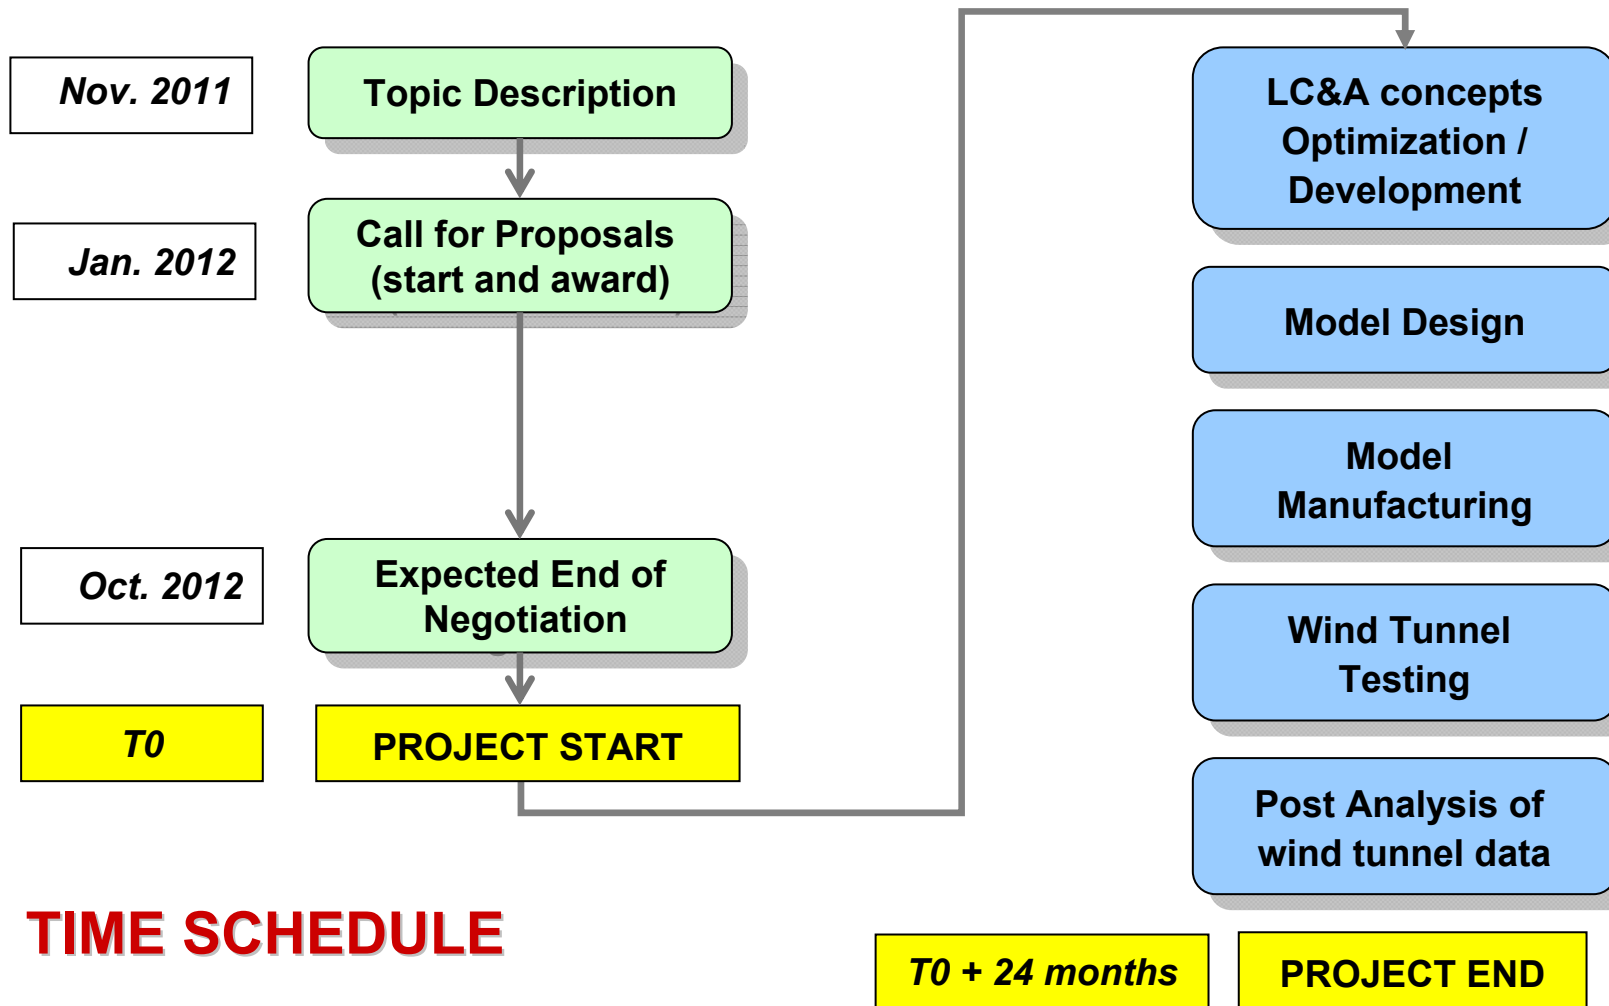 Nov. 2011
Topic Description
Jan. 2012
Call for Proposals
(start and award)
Oct. 2012
Expected End of
Negotiation
T0
PROJECT START
LC&A concepts
Optimization /
Development
Model Design
Model
Manufacturing
Wind Tunnel
Testing
Post Analysis of
wind tunnel data
TIME SCHEDULE
T0 + 24 months
PROJECT END